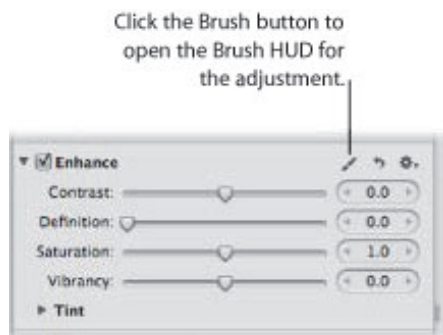 Click the Brush button to
open the Brush HUD for
the adjustment.
Enhance
Contrast: 0.0
Definition: 0.0
Saturation: 1.0
Vibrancy: 0.0
Tint